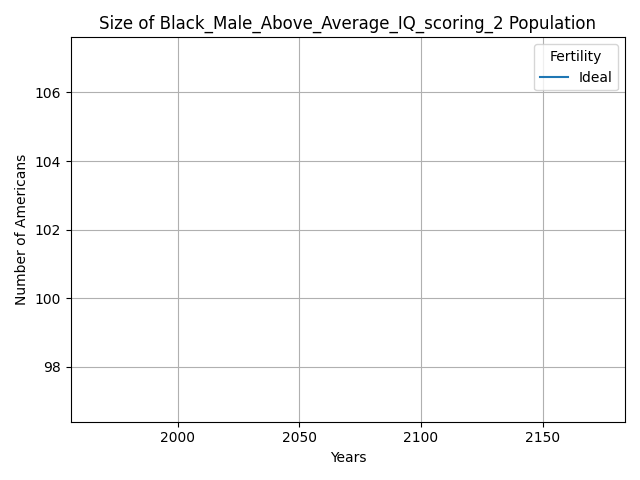 Size of Black_Male_Above_Average_IQ_scoring_2 Population
Fertility
Ideal
106
104
102
100
98
Number of Americans
2000 2050 2100 2150
Years